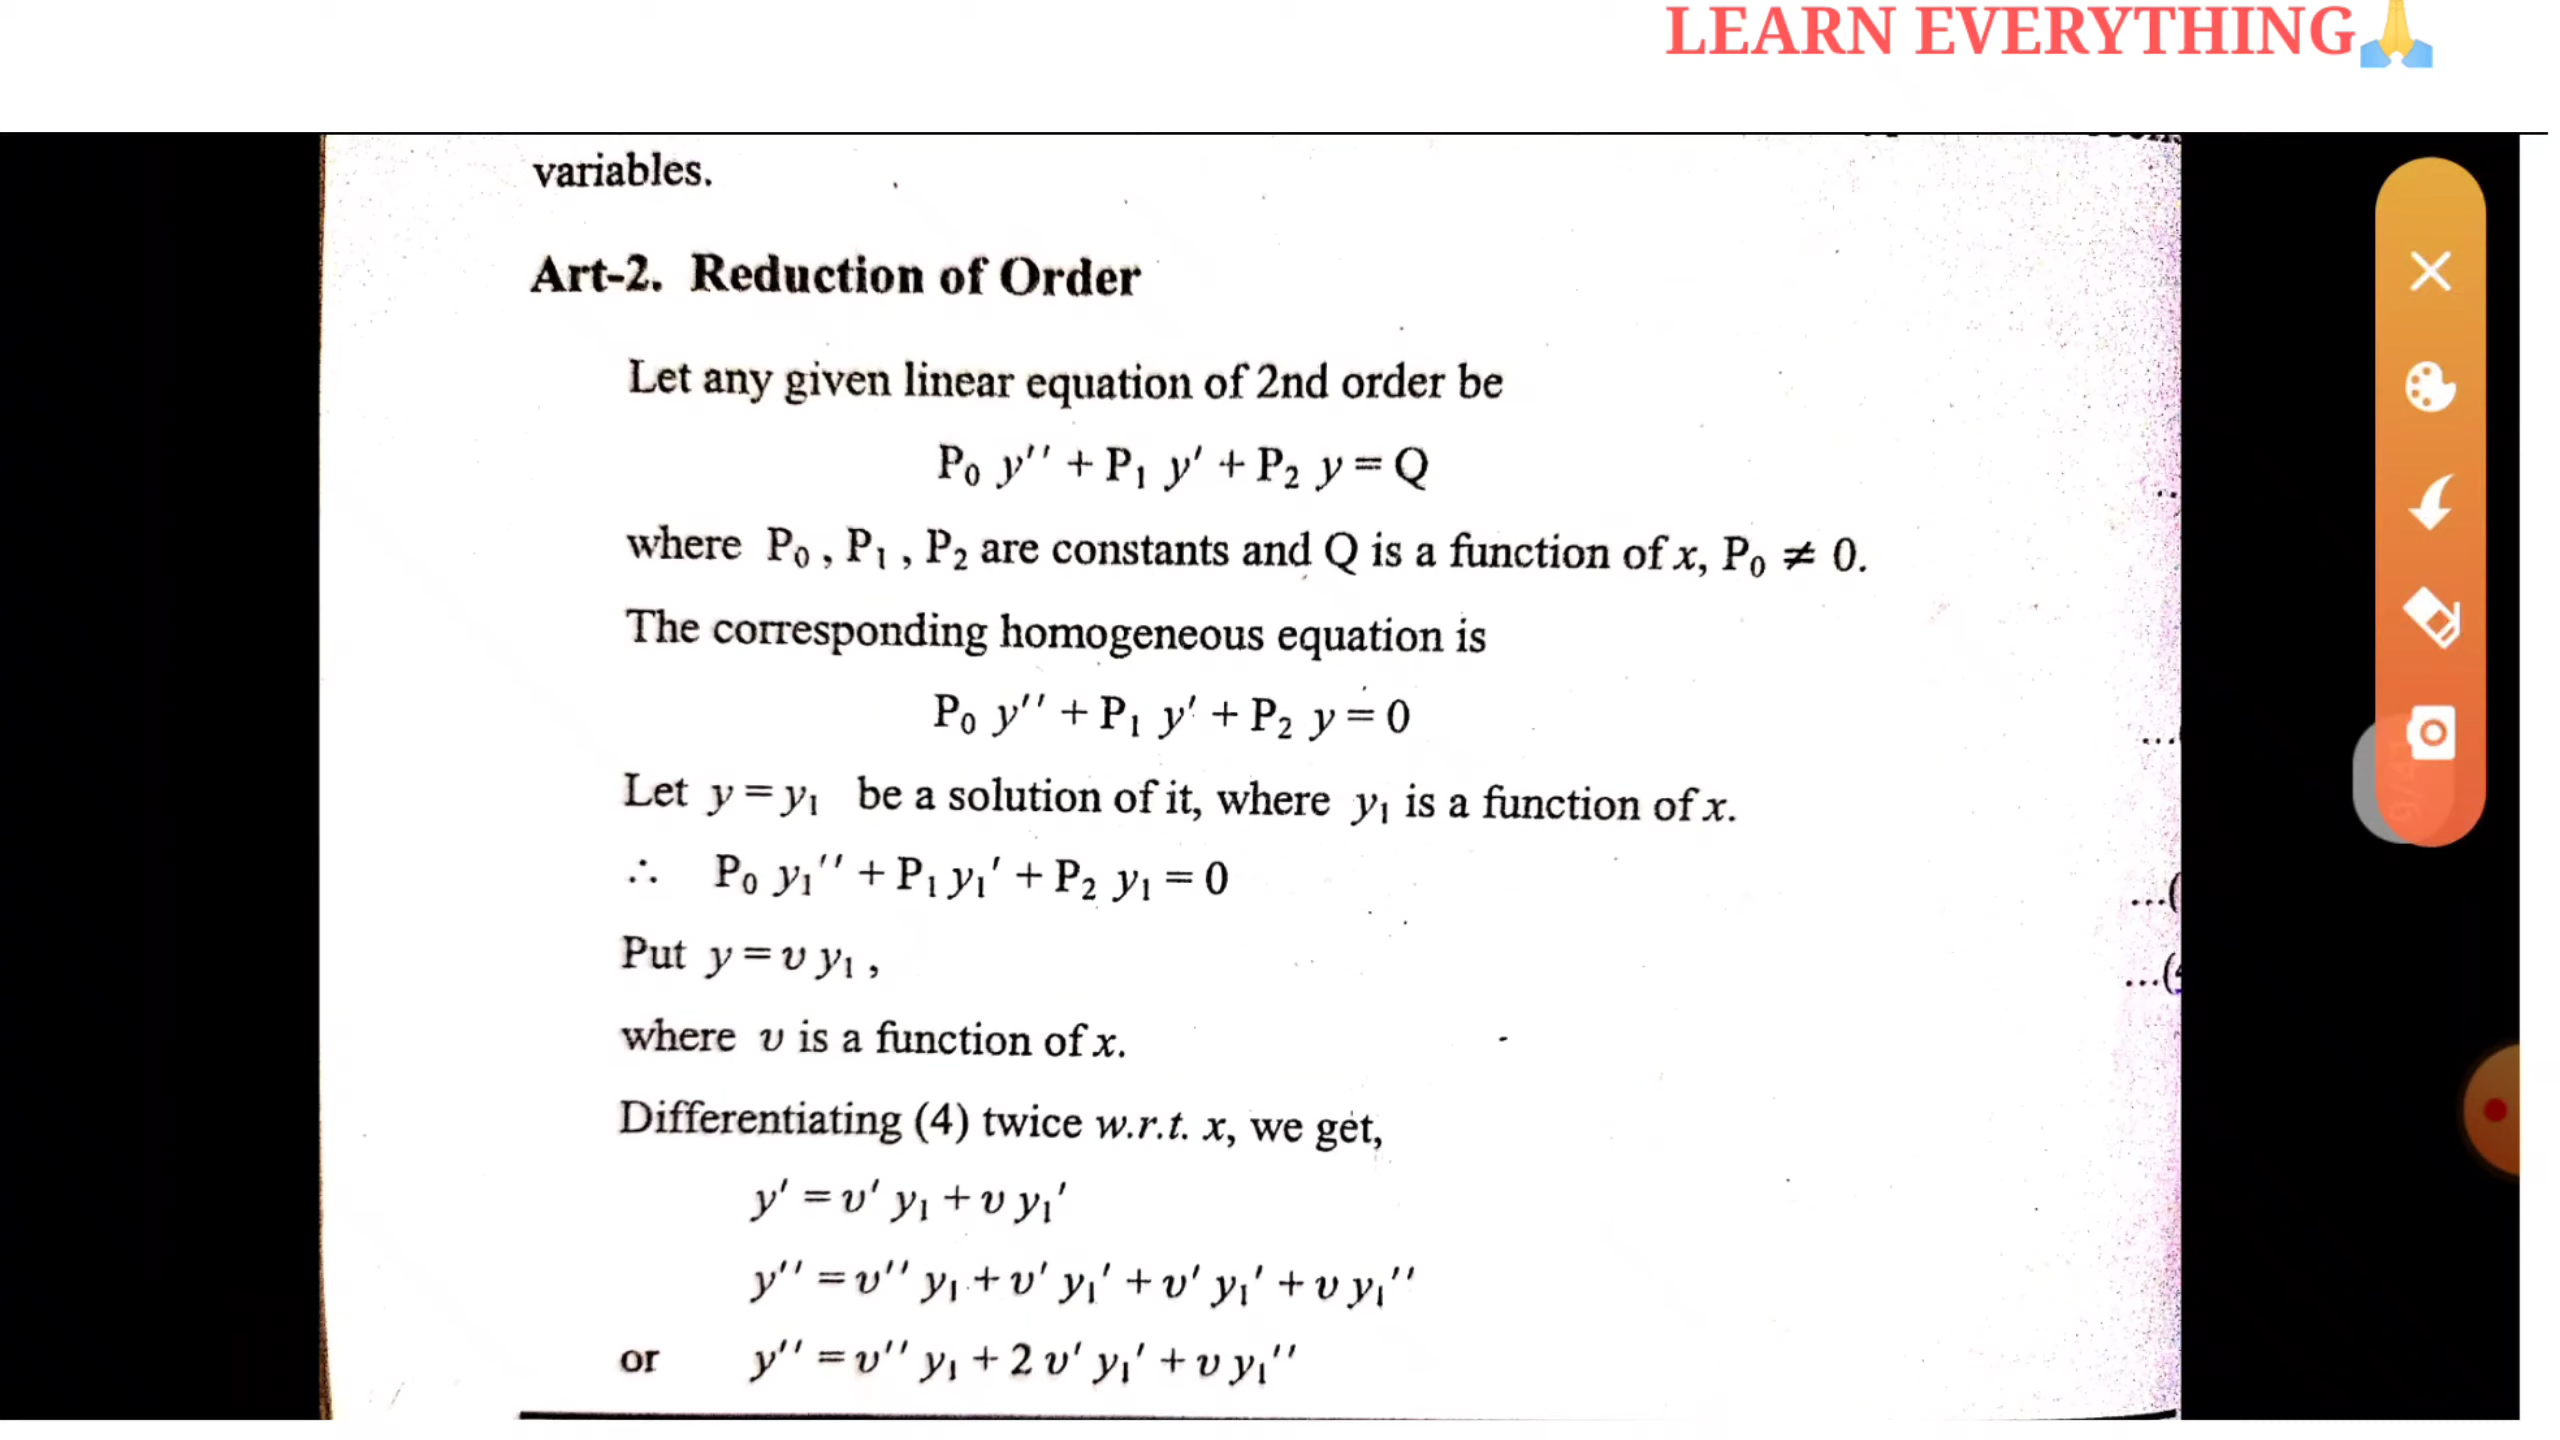 LEARN EVERYTHING🙏
variables.
Art-2. Reduction of Order
Let any given linear equation of 2nd order be
P₀ y′′ + P₁ y′ + P₂ y = Q ...
where P₀ , P₁ , P₂ are constants and Q is a function of x, P₀ ≠ 0.
The corresponding homogeneous equation is
P₀ y′′ + P₁ y′ + P₂ y = 0 ...
Let y = y₁ be a solution of it, where y₁ is a function of x.
∴ P₀ y₁′′ + P₁ y₁′ + P₂ y₁ = 0 ...(
Put y = υ y₁ , ...(
where υ is a function of x.
Differentiating (4) twice w.r.t. x, we get,
y′ = υ′ y₁ + υ y₁′
y′′ = υ′′ y₁ + υ′ y₁′ + υ′ y₁′ + υ y₁′′
or y′′ = υ′′ y₁ + 2 υ′ y₁′ + υ y₁′′